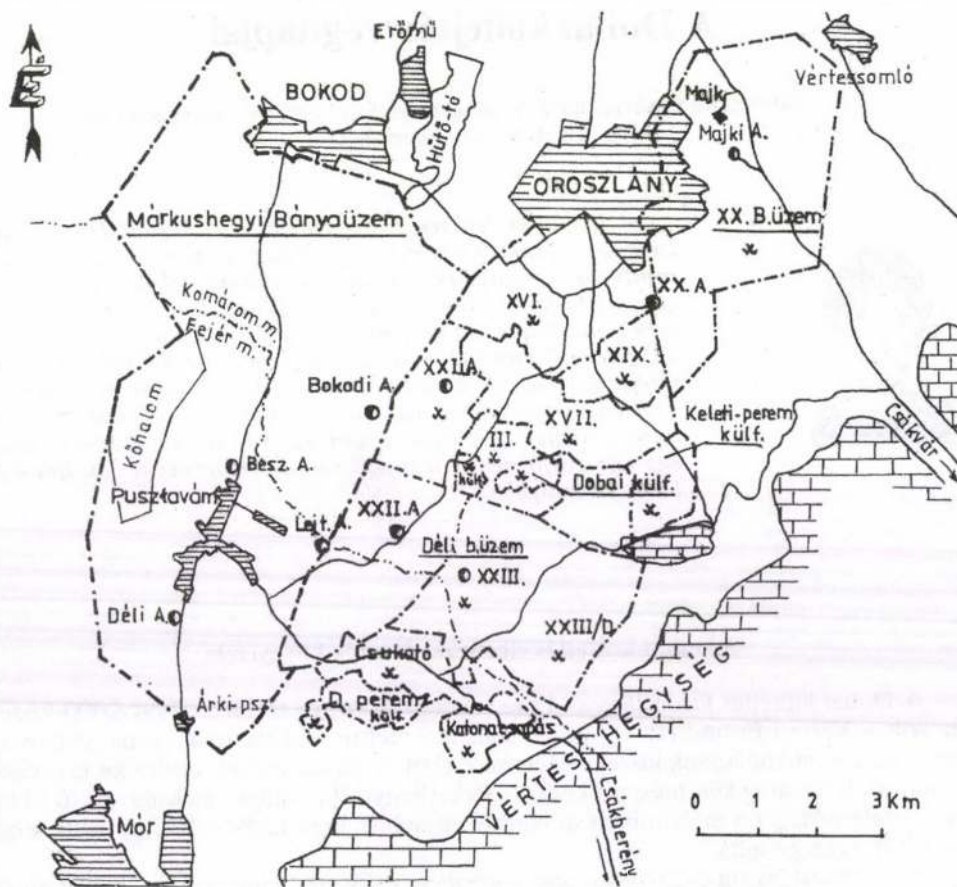 Erőmű
BOKOD
Hűtő-tó
Vértessomló
Majk
Majki A.
É
OROSZLÁNY
Márkushegyi Bányaüzem
XX. B.üzem
XX. A
XVI.
Komárom m.
Fejér m.
XIX.
XXI. A.
Bokodi A.
XVII.
Keleti-perem
külf.
Csákvár
Kőhalom
III.
külf.
Dobai külf.
Besz. A.
Pusztavám
XXII. A
Lejt. A.
Déli b.üzem
XXIII.
Déli A.
XXIII/D.
Csukató
D. perem
külf.
Árki-psz.
Katonacsapás
VÉRTES HEGYSÉG
Csákberény
0 1 2 3 Km
Mór